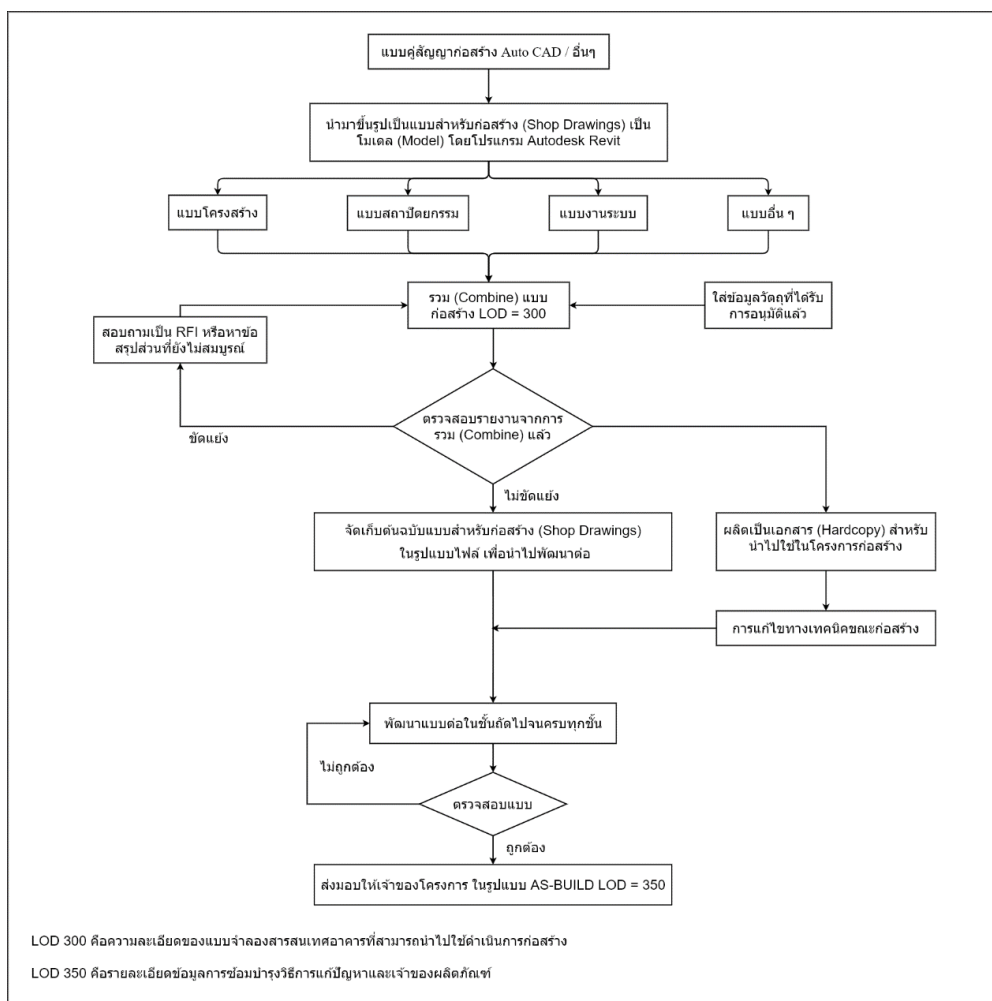 แบบคู่สัญญาก่อสร้าง Auto CAD / อื่นๆ
นำมาขึ้นรูปเป็นแบบสำหรับก่อสร้าง (Shop Drawings) เป็น
โมเดล (Model) โดยโปรแกรม Autodesk Revit
แบบโครงสร้าง
แบบสถาปัตยกรรม
แบบงานระบบ
แบบอื่น ๆ
รวม (Combine) แบบ
ก่อสร้าง LOD = 300
ใส่ข้อมูลวัตถุที่ได้รับ
การอนุมัติแล้ว
สอบถามเป็น RFI หรือหาข้อ
สรุปส่วนที่ยังไม่สมบูรณ์
ตรวจสอบรายงานจากการ
รวม (Combine) แล้ว
ขัดแย้ง
ไม่ขัดแย้ง
จัดเก็บต้นฉบับแบบสำหรับก่อสร้าง (Shop Drawings)
ในรูปแบบไฟล์ เพื่อนำไปพัฒนาต่อ
ผลิตเป็นเอกสาร (Hardcopy) สำหรับ
นำไปใช้ในโครงการก่อสร้าง
การแก้ไขทางเทคนิคขณะก่อสร้าง
พัฒนาแบบต่อในชั้นถัดไปจนครบทุกชั้น
ไม่ถูกต้อง
ตรวจสอบแบบ
ถูกต้อง
ส่งมอบให้เจ้าของโครงการ ในรูปแบบ AS-BUILD LOD = 350
LOD 300 คือความละเอียดของแบบจำลองสารสนเทศอาคารที่สามารถนำไปใช้ดำเนินการก่อสร้าง
LOD 350 คือรายละเอียดข้อมูลการซ่อมบำรุงวิธีการแก้ปัญหาและเจ้าของผลิตภัณฑ์